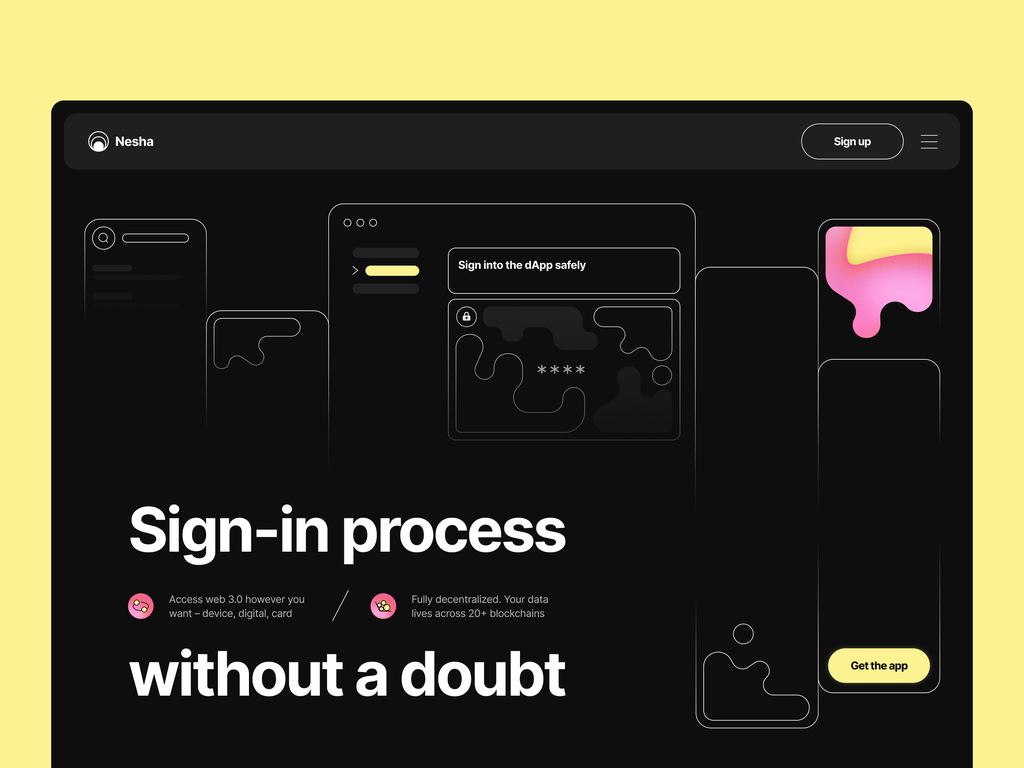 Nesha
Sign up
Sign into the dApp safely
****
Sign-in process
Access web 3.0 however you
want – device, digital, card
Fully decentralized. Your data
lives across 20+ blockchains
without a doubt
Get the app